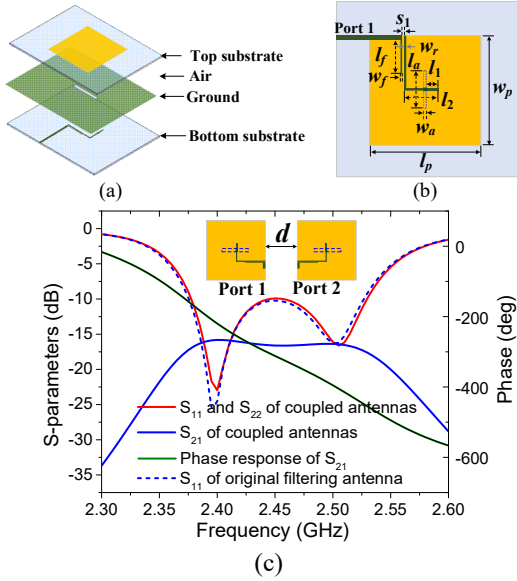 Top substrate
Air
Ground
Bottom substrate
(a)
Port 1
s1
wr
lf
la
l1
wf
l2
wa
wp
lp
(b)
d
Port 1 Port 2
S11 and S22 of coupled antennas
S21 of coupled antennas
Phase response of S21
S11 of original filtering antenna
0
-5
-10
-15
-20
-25
-30
-35
S-parameters (dB)
0
-200
-400
-600
Phase (deg)
2.30 2.35 2.40 2.45 2.50 2.55 2.60
Frequency (GHz)
(c)